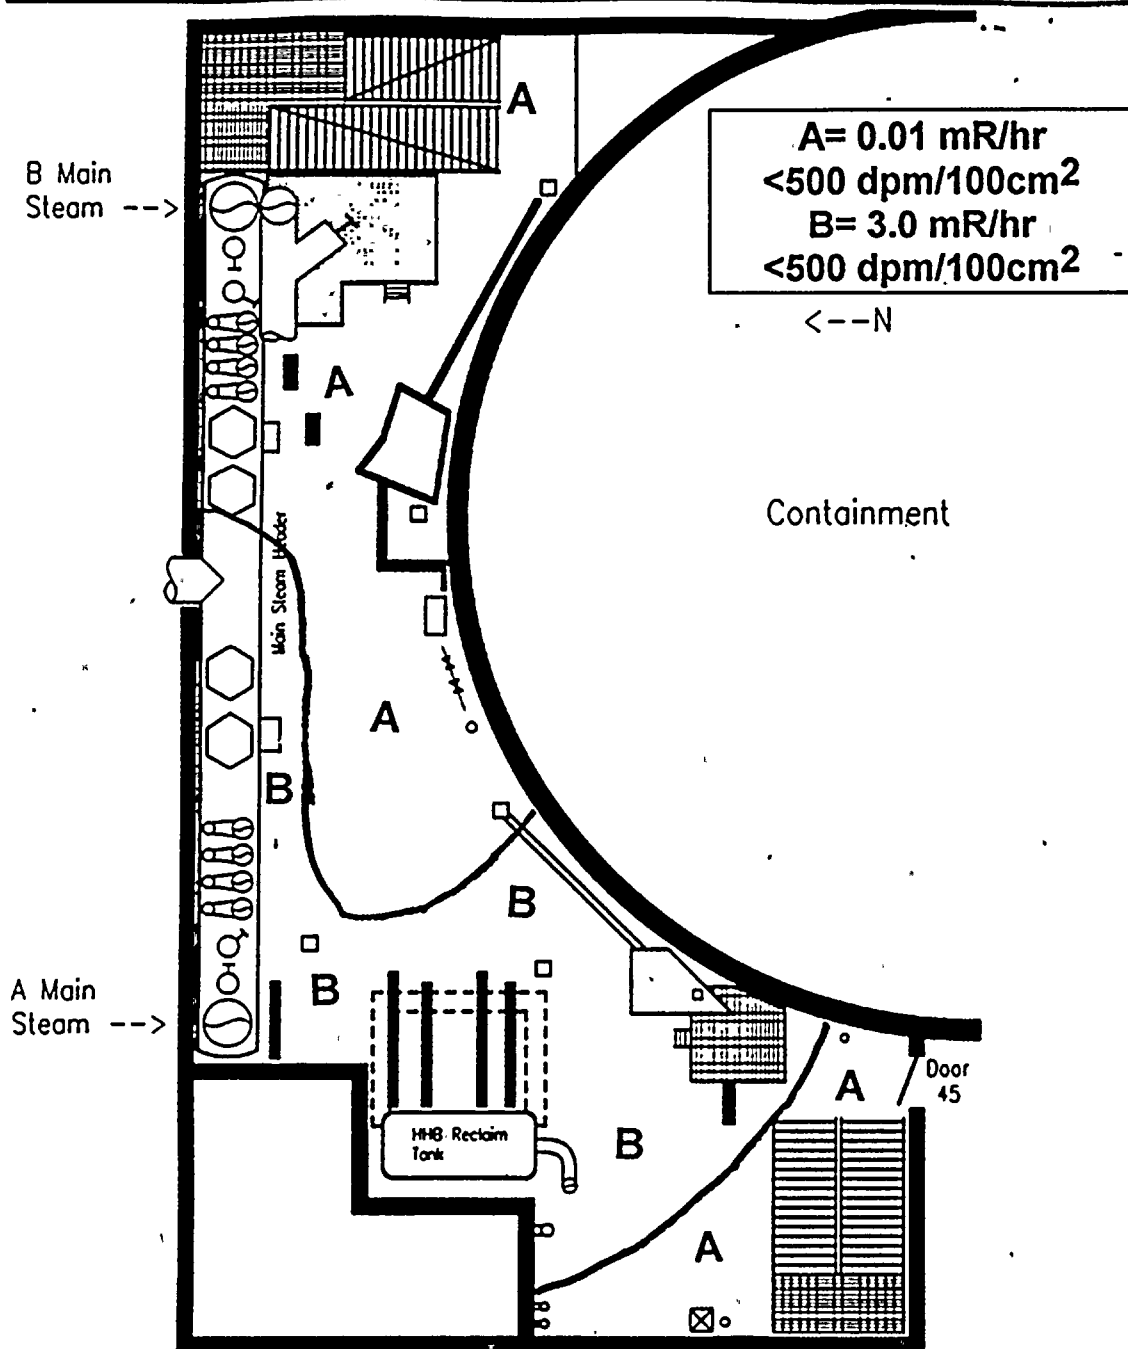 A
A= 0.01 mR/hr
<500 dpm/100cm2
B= 3.0 mR/hr
<500 dpm/100cm2
<--N
B Main
Steam -->
A
Containment
Main Steam Header
A
B
B
A Main
Steam -->
B
A
Door
45
HHB Reclaim
Tank
B
A